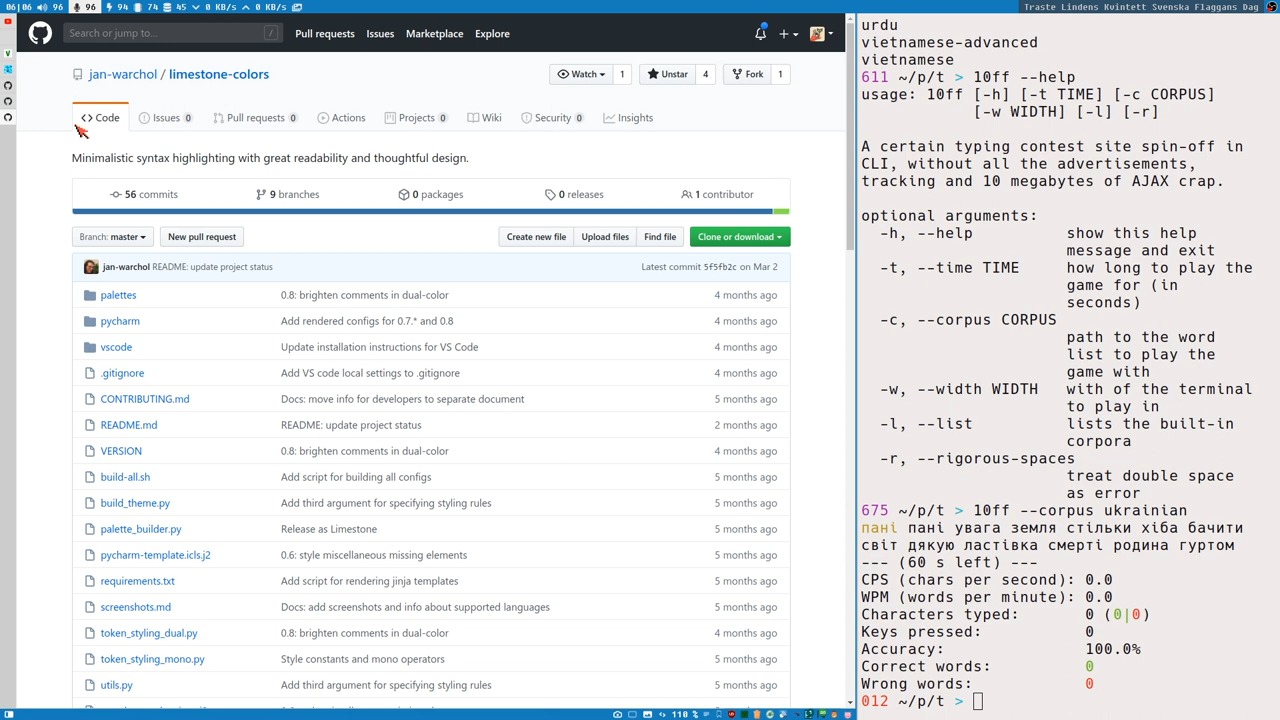 06|06 96 96 94 74 45 0 KB/s 0 KB/s
Traste Lindens Kvintett Svenska Flaggans Dag
Search or jump to... /
Pull requests Issues Marketplace Explore
jan-warchol / limestone-colors
Watch 1 Unstar 4 Fork 1
Code Issues 0 Pull requests 0 Actions Projects 0 Wiki Security 0 Insights
Minimalistic syntax highlighting with great readability and thoughtful design.
56 commits 9 branches 0 packages 0 releases 1 contributor
Branch: master New pull request Create new file Upload files Find file Clone or download
jan-warchol README: update project status Latest commit 5f5fb2c on Mar 2
palettes 0.8: brighten comments in dual-color 4 months ago
pycharm Add rendered configs for 0.7.* and 0.8 4 months ago
vscode Update installation instructions for VS Code 4 months ago
.gitignore Add VS code local settings to .gitignore 4 months ago
CONTRIBUTING.md Docs: move info for developers to separate document 5 months ago
README.md README: update project status 2 months ago
VERSION 0.8: brighten comments in dual-color 4 months ago
build-all.sh Add script for building all configs 5 months ago
build_theme.py Add third argument for specifying styling rules 5 months ago
palette_builder.py Release as Limestone 5 months ago
pycharm-template.icls.j2 0.6: style miscellaneous missing elements 5 months ago
requirements.txt Add script for rendering jinja templates 5 months ago
screenshots.md Docs: add screenshots and info about supported languages 5 months ago
token_styling_dual.py 0.8: brighten comments in dual-color 4 months ago
token_styling_mono.py Style constants and mono operators 5 months ago
utils.py Add third argument for specifying styling rules 5 months ago
urdu
vietnamese-advanced
vietnamese
611 ~/p/t > 10ff --help
usage: 10ff [-h] [-t TIME] [-c CORPUS]
[-w WIDTH] [-l] [-r]
A certain typing contest site spin-off in
CLI, without all the advertisements,
tracking and 10 megabytes of AJAX crap.
optional arguments:
-h, --help show this help
message and exit
-t, --time TIME how long to play the
game for (in
seconds)
-c, --corpus CORPUS
path to the word
list to play the
game with
-w, --width WIDTH with of the terminal
to play in
-l, --list lists the built-in
corpora
-r, --rigorous-spaces
treat double space
as error
675 ~/p/t > 10ff --corpus ukrainian
пані пані увага земля стільки хіба бачити
світ дякую ластівка смерті родина гуртом
--- (60 s left) ---
CPS (chars per second): 0.0
WPM (words per minute): 0.0
Characters typed: 0 (0|0)
Keys pressed: 0
Accuracy: 100.0%
Correct words: 0
Wrong words: 0
012 ~/p/t >
110 %